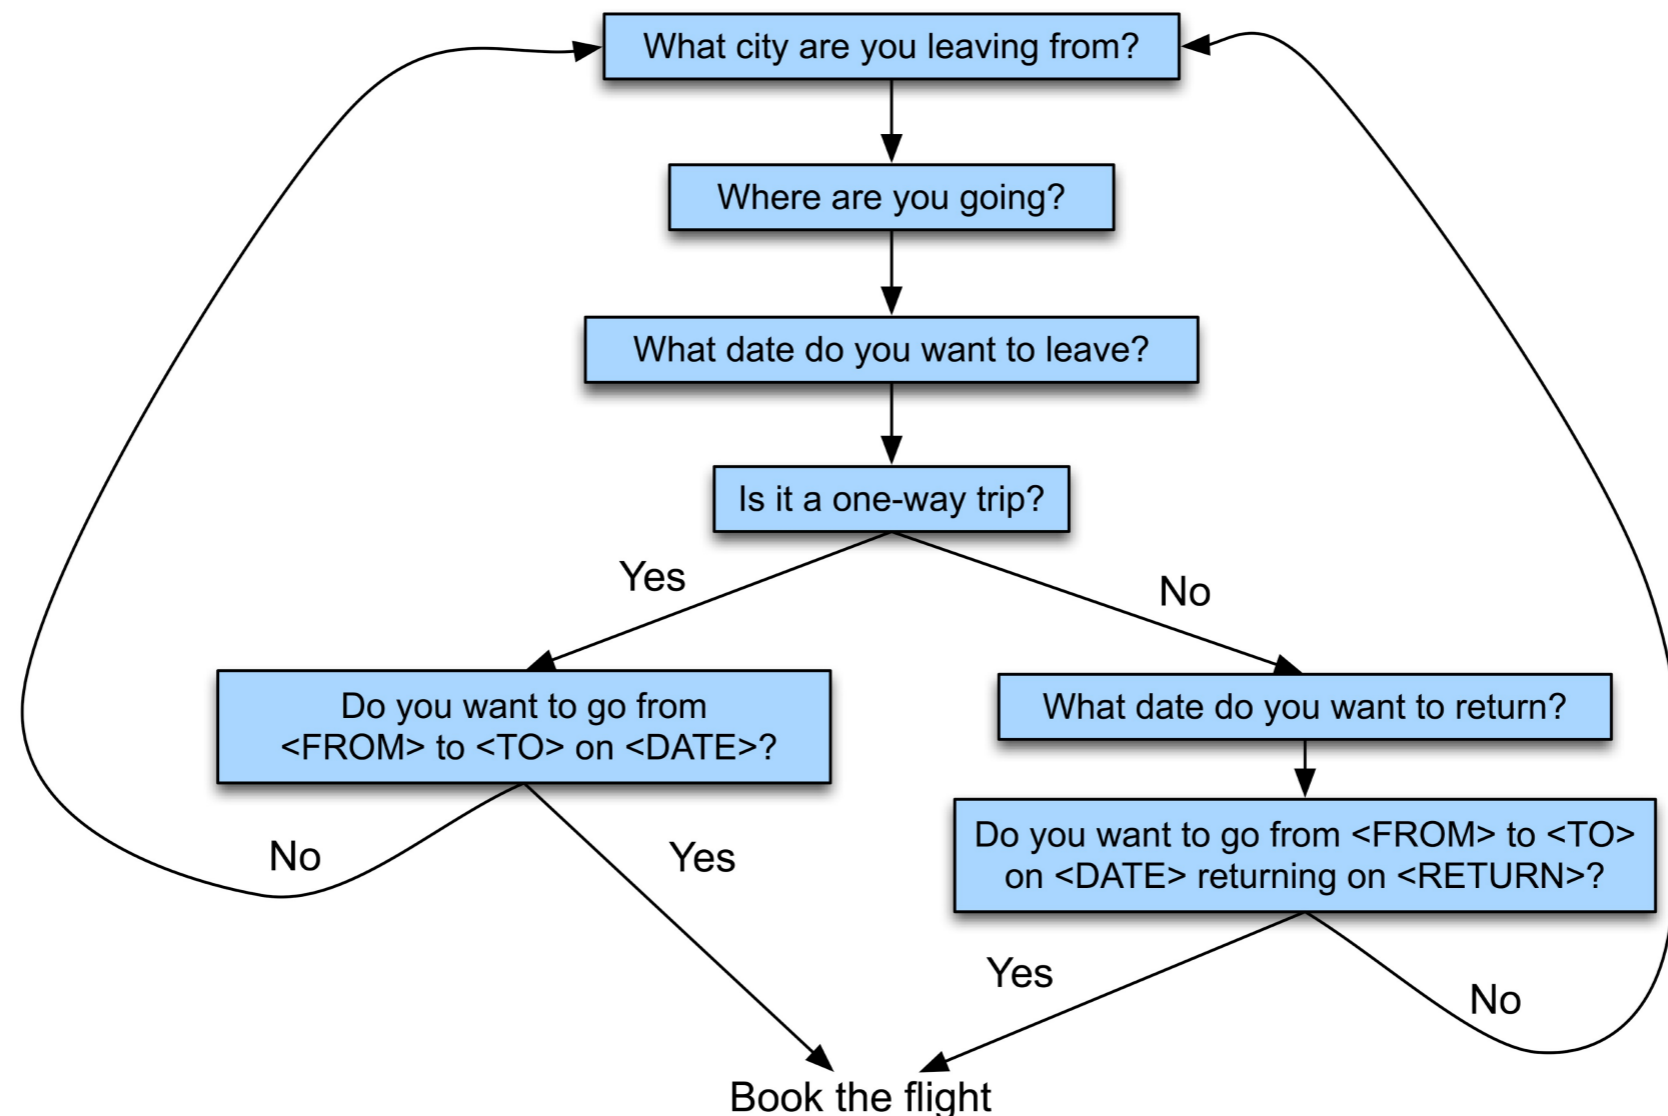 What city are you leaving from?
Where are you going?
What date do you want to leave?
Is it a one-way trip?
Yes
No
Do you want to go from
<FROM> to <TO> on <DATE>?
What date do you want to return?
Do you want to go from <FROM> to <TO>
on <DATE> returning on <RETURN>?
No
Yes
Yes
No
Book the flight